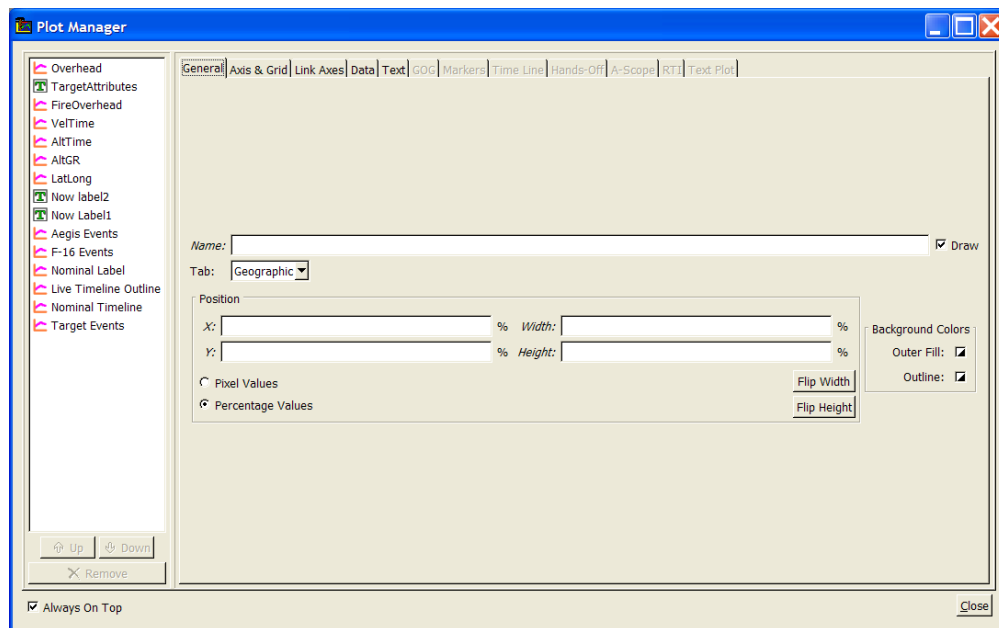 Plot Manager
Overhead
TargetAttributes
FireOverhead
VelTime
AltTime
AltGR
LatLong
Now label2
Now Label1
Aegis Events
F-16 Events
Nominal Label
Live Timeline Outline
Nominal Timeline
Target Events
Up Down
Remove
General Axis & Grid Link Axes Data Text GOG Markers Time Line Hands-Off A-Scope RTI Text Plot
Name: Draw
Tab: Geographic
Position
X: % Width: %
Y: % Height: %
Pixel Values Flip Width
Percentage Values Flip Height
Background Colors
Outer Fill:
Outline:
Always On Top Close